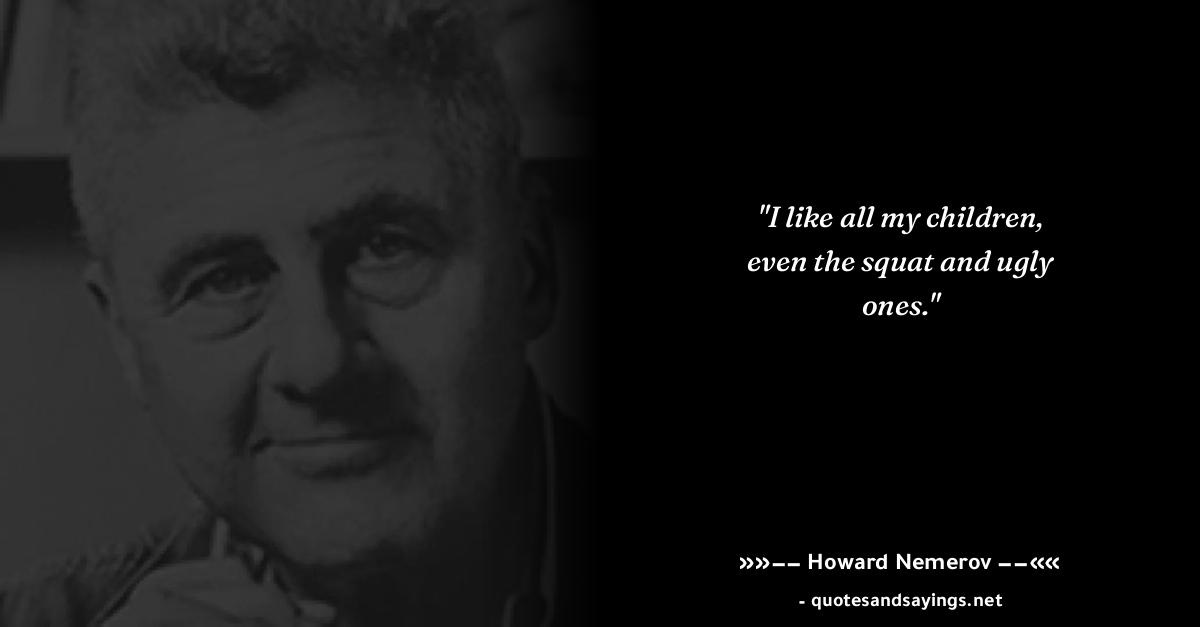 "I like all my children,
even the squat and ugly
ones."
»»−− Howard Nemerov −−««
- quotesandsayings.net